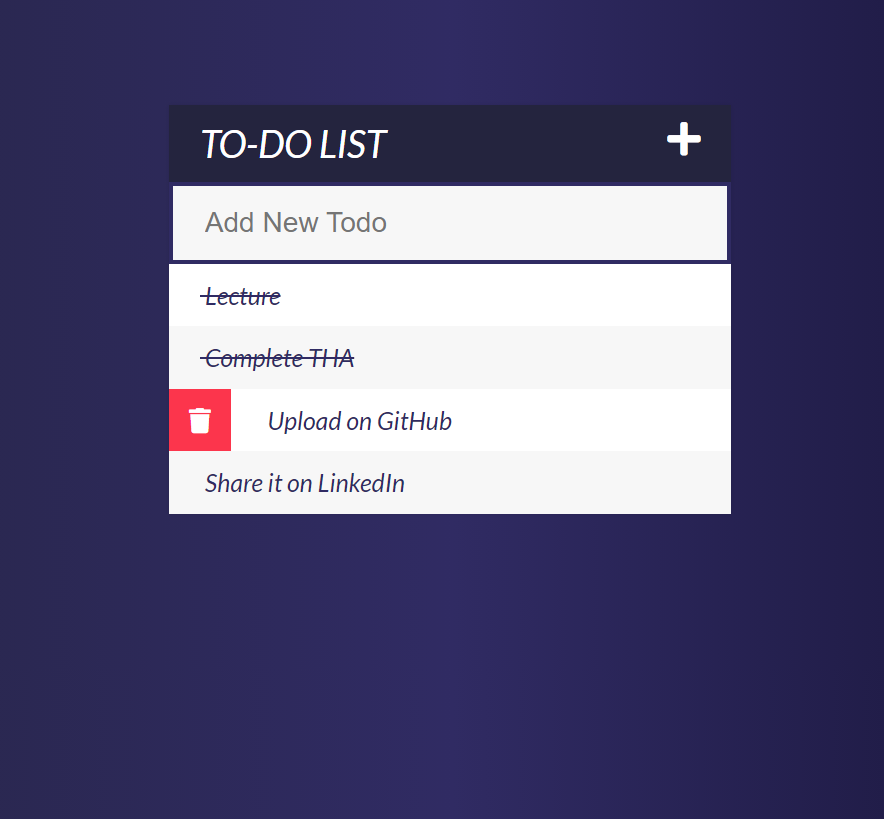 TO-DO LIST
Add New Todo
Lecture
Complete THA
Upload on GitHub
Share it on LinkedIn